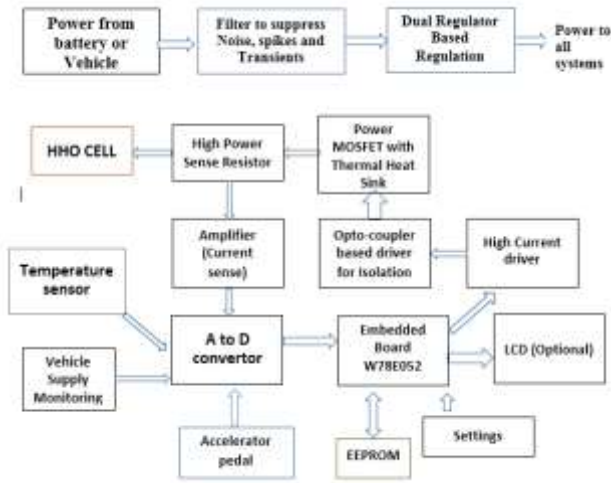 Power from
battery or
Vehicle
Filter to suppress
Noise, spikes and
Transients
Dual Regulator
Based
Regulation
Power to
all
systems
HHO CELL
High Power
Sense Resistor
Power
MOSFET with
Thermal Heat
Sink
Amplifier
(Current
sense)
Opto-coupler
based driver
for Isolation
High Current
driver
Temperature
sensor
A to D
convertor
Embedded
Board
W78E052
LCD (Optional)
Vehicle
Supply
Monitoring
Accelerator
pedal
EEPROM
Settings